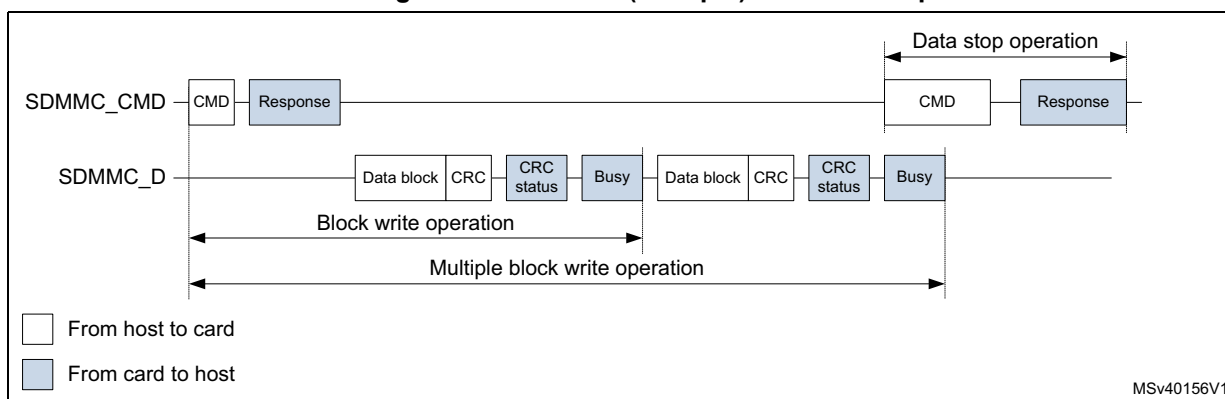 Data stop operation
SDMMC_CMD CMD Response CMD Response
SDMMC_D Data block CRC CRC status Busy Data block CRC CRC status Busy
Block write operation
Multiple block write operation
From host to card
From card to host
MSv40156V1